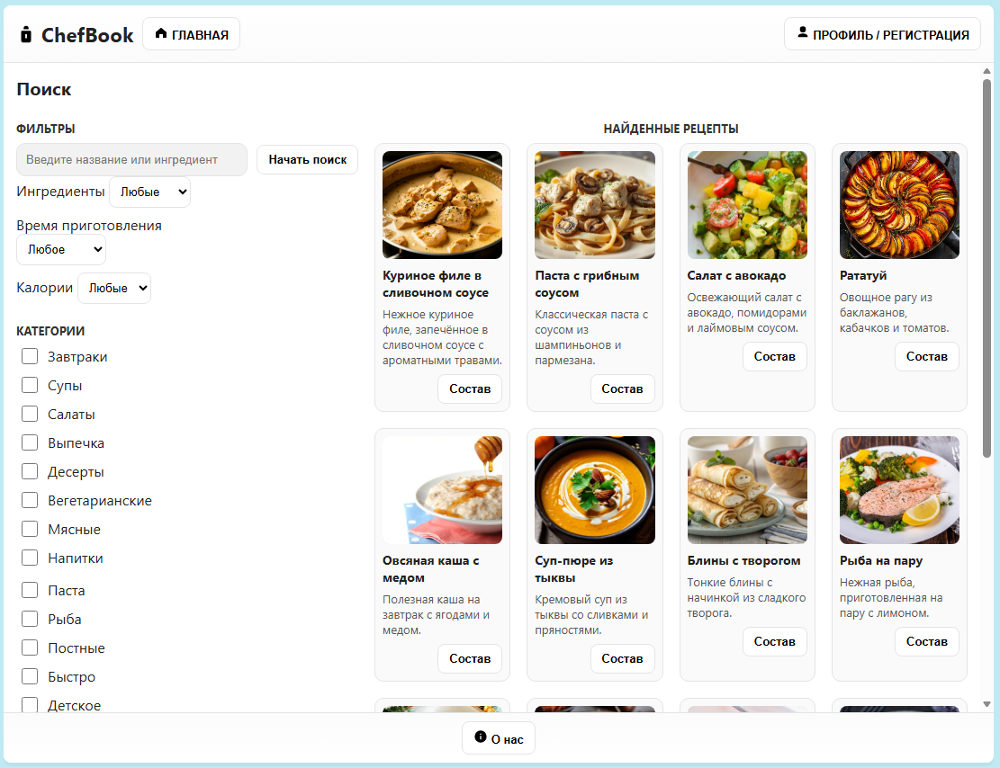 ChefBook
ГЛАВНАЯ
ПРОФИЛЬ / РЕГИСТРАЦИЯ
Поиск
ФИЛЬТРЫ
Введите название или ингредиент
Начать поиск
Ингредиенты Любые
Время приготовления
Любое
Калории Любые
КАТЕГОРИИ
Завтраки
Супы
Салаты
Выпечка
Десерты
Вегетарианские
Мясные
Напитки
Паста
Рыба
Постные
Быстро
Детское
НАЙДЕННЫЕ РЕЦЕПТЫ
Куриное филе в
сливочном соусе
Нежное куриное
филе, запечённое в
сливочном соусе с
ароматными травами.
Состав
Паста с грибным
соусом
Классическая паста с
соусом из
шампиньонов и
пармезана.
Состав
Салат с авокадо
Освежающий салат с
авокадо, помидорами
и лаймовым соусом.
Состав
Рататуй
Овощное рагу из
баклажанов,
кабачков и томатов.
Состав
Овсяная каша с
медом
Полезная каша на
завтрак с ягодами и
медом.
Состав
Суп-пюре из
тыквы
Кремовый суп из
тыквы со сливками и
пряностями.
Состав
Блины с творогом
Тонкие блины с
начинкой из сладкого
творога.
Состав
Рыба на пару
Нежная рыба,
приготовленная на
пару с лимоном.
Состав
О нас